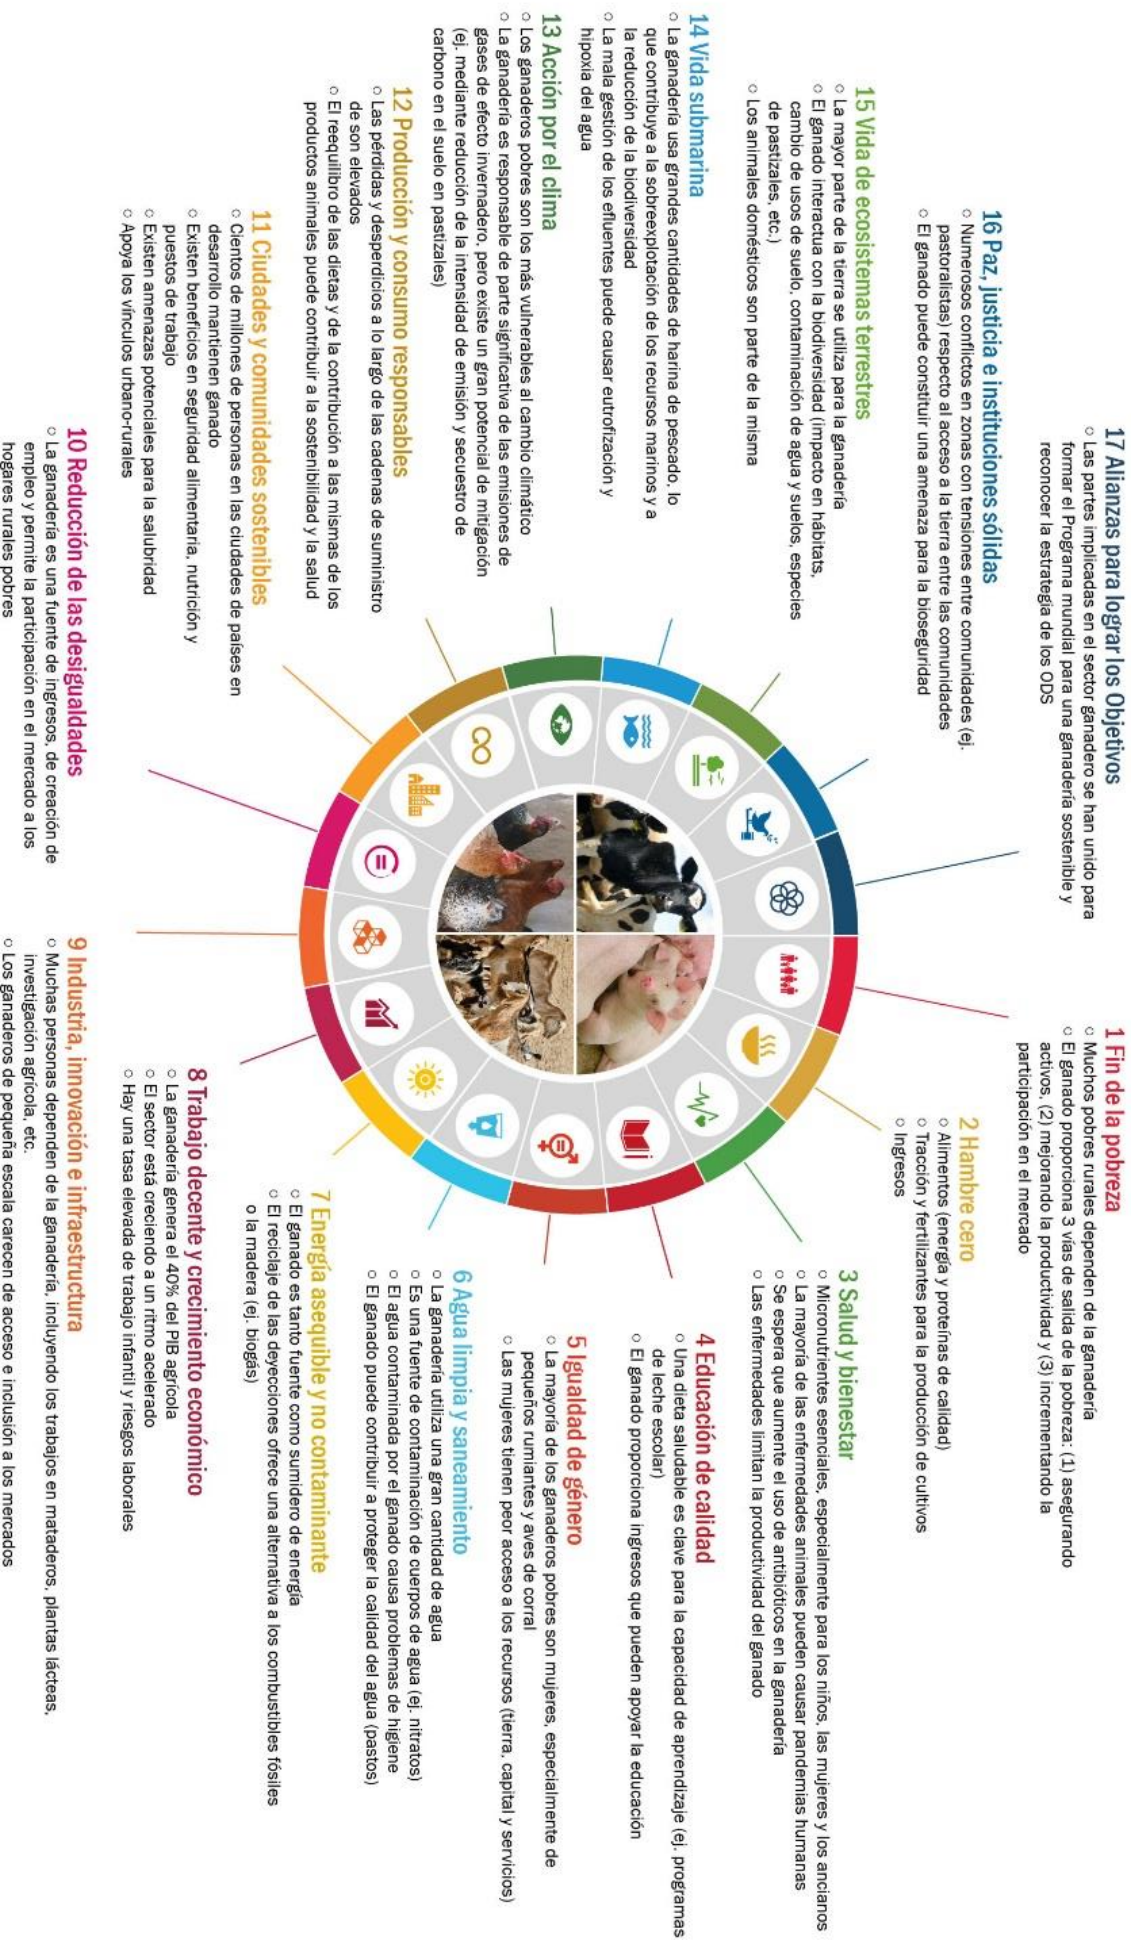 17 Alianzas para lograr los Objetivos
○ Las partes implicadas en el sector ganadero se han unido para
formar el Programa mundial para una ganadería sostenible y
reconocer la estrategia de los ODS
16 Paz, justicia e instituciones sólidas
○ Numerosos conflictos en zonas con tensiones entre comunidades (ej.
pastoralistas) respecto al acceso a la tierra entre las comunidades
○ El ganado puede constituir una amenaza para la bioseguridad
15 Vida de ecosistemas terrestres
○ La mayor parte de la tierra se utiliza para la ganadería
○ El ganado interactua con la biodiversidad (impacto en hábitats,
cambio de usos de suelo, contaminación de agua y suelos, especies
de pastizales, etc.)
○ Los animales domésticos son parte de la misma
14 Vida submarina
○ La ganadería usa grandes cantidades de harina de pescado, lo
que contribuye a la sobreexplotación de los recursos marinos y a
la reducción de la biodiversidad
○ La mala gestión de los efluentes puede causar eutrofización y
hipoxia del agua
13 Acción por el clima
○ Los ganaderos pobres son los más vulnerables al cambio climático
○ La ganadería es responsable de parte significativa de las emisiones de
gases de efecto invernadero, pero existe un gran potencial de mitigación
(ej. mediante reducción de la intensidad de emisión y secuestro de
carbono en el suelo en pastizales)
12 Producción y consumo responsables
○ Las pérdidas y desperdicios a lo largo de las cadenas de suministro
de son elevados
○ El reequilibro de las dietas y de la contribución a las mismas de los
productos animales puede contribuir a la sostenibilidad y la salud
11 Ciudades y comunidades sostenibles
○ Cientos de millones de personas en las ciudades de países en
desarrollo mantienen ganado
○ Existen beneficios en seguridad alimentaria, nutrición y
puestos de trabajo
○ Existen amenazas potenciales para la salubridad
○ Apoya los vínculos urbano-rurales
10 Reducción de las desigualdades
○ La ganadería es una fuente de ingresos, de creación de
empleo y permite la participación en el mercado a los
hogares rurales pobres
1 Fin de la pobreza
○ Muchos pobres rurales dependen de la ganadería
○ El ganado proporciona 3 vías de salida de la pobreza: (1) asegurando
activos, (2) mejorando la productividad y (3) incrementando la
participación en el mercado
2 Hambre cero
○ Alimentos (energía y proteínas de calidad)
○ Tracción y fertilizantes para la producción de cultivos
○ Ingresos
3 Salud y bienestar
○ Micronutrientes esenciales, especialmente para los niños, las mujeres y los ancianos
○ La mayoría de las enfermedades animales pueden causar pandemias humanas
○ Se espera que aumente el uso de antibióticos en la ganadería
○ Las enfermedades limitan la productividad del ganado
4 Educación de calidad
○ Una dieta saludable es clave para la capacidad de aprendizaje (ej. programas
de leche escolar)
○ El ganado proporciona ingresos que pueden apoyar la educación
5 Igualdad de género
○ La mayoría de los ganaderos pobres son mujeres, especialmente de
pequeños rumiantes y aves de corral
○ Las mujeres tienen peor acceso a los recursos (tierra, capital y servicios)
6 Agua limpia y saneamiento
○ La ganadería utiliza una gran cantidad de agua
○ Es una fuente de contaminación de cuerpos de agua (ej. nitratos)
○ El agua contaminada por el ganado causa problemas de higiene
○ El ganado puede contribuir a proteger la calidad del agua (pastos)
7 Energía asequible y no contaminante
○ El ganado es tanto fuente como sumidero de energía
○ El reciclaje de las deyecciones ofrece una alternativa a los combustibles fósiles
o la madera (ej. biogás)
8 Trabajo decente y crecimiento económico
○ La ganadería genera el 40% del PIB agrícola
○ El sector está creciendo a un ritmo acelerado
○ Hay una tasa elevada de trabajo infantil y riesgos laborales
9 Industria, innovación e infraestructura
○ Muchas personas dependen de la ganadería, incluyendo los trabajos en mataderos, plantas lácteas,
investigación agrícola, etc.
○ Los ganaderos de pequeña escala carecen de acceso e inclusión a los mercados